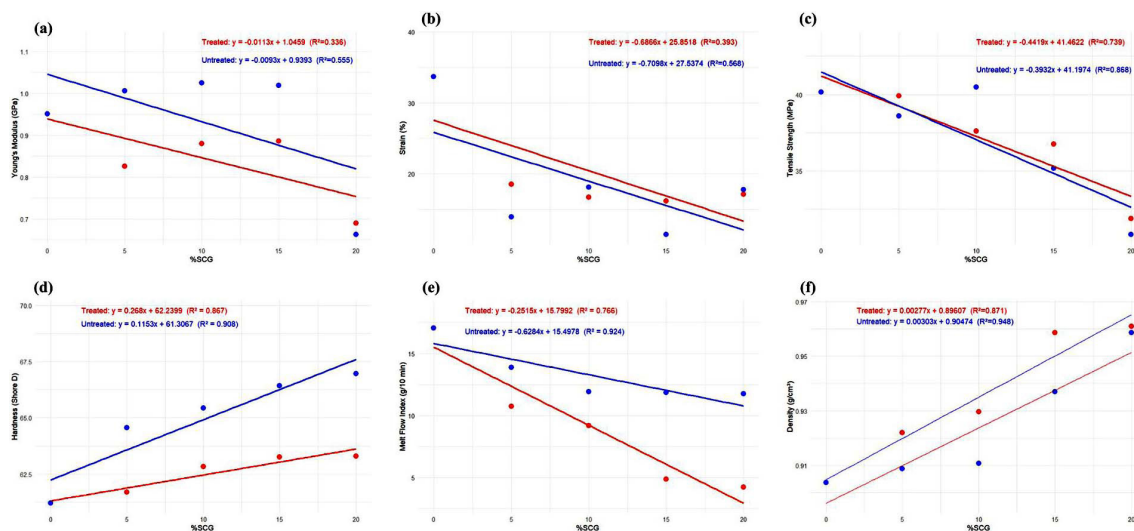 (a)
Treated: y = -0.0113x + 1.0459 (R²=0.336)
Untreated: y = -0.0093x + 0.9393 (R²=0.555)
Young's Modulus (GPa)
1.1
1.0
0.9
0.8
0.7
0 5 10 15 20
%SCG
(b)
Treated: y = -0.6866x + 25.8518 (R²=0.393)
Untreated: y = -0.7098x + 27.5374 (R²=0.568)
Strain (%)
40
30
20
0 5 10 15 20
%SCG
(c)
Treated: y = -0.4419x + 41.4622 (R²=0.739)
Untreated: y = -0.3932x + 41.1974 (R²=0.868)
Tensile Strength (MPa)
40
35
0 5 10 15 20
%SCG
(d)
Treated: y = 0.268x + 62.2399 (R² = 0.867)
Untreated: y = 0.1153x + 61.3067 (R² = 0.908)
Hardness (Shore D)
70.0
67.5
65.0
62.5
0 5 10 15 20
%SCG
(e)
Treated: y = -0.2515x + 15.7992 (R² = 0.766)
Untreated: y = -0.6284x + 15.4978 (R² = 0.924)
Melt Flow Index (g/10 min)
15
10
5
0 5 10 15 20
%SCG
(f)
Treated: y = 0.00277x + 0.89607 (R²=0.871)
Untreated: y = 0.00303x + 0.90474 (R²=0.948)
Density (g/cm³)
0.97
0.95
0.93
0.91
0 5 10 15 20
%SCG